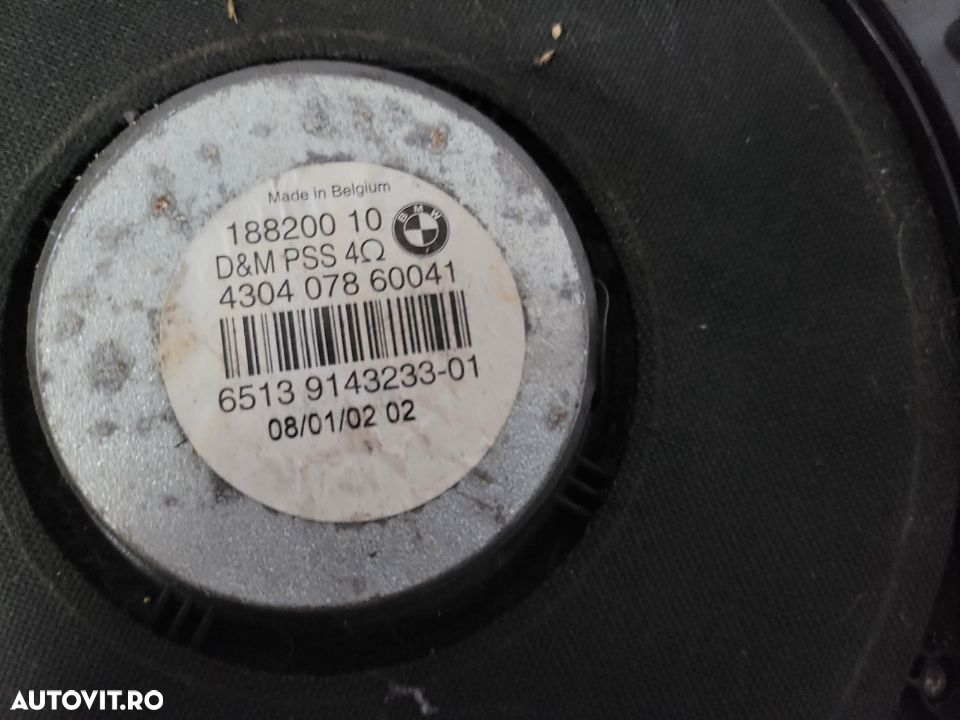 Made in Belgium
188200 10
BMW
D&M PSS 4Ω
4304 078 60041
6513 9143233-01
08/01/02 02
AUTOVIT.RO